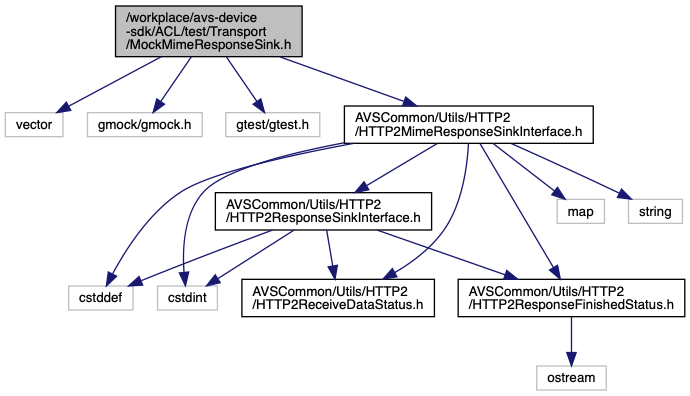 /workplace/avs-device
-sdk/ACL/test/Transport
/MockMimeResponseSink.h
vector
gmock/gmock.h
gtest/gtest.h
AVSCommon/Utils/HTTP2
/HTTP2MimeResponseSinkInterface.h
AVSCommon/Utils/HTTP2
/HTTP2ResponseSinkInterface.h
map
string
cstddef
cstdint
AVSCommon/Utils/HTTP2
/HTTP2ReceiveDataStatus.h
AVSCommon/Utils/HTTP2
/HTTP2ResponseFinishedStatus.h
ostream